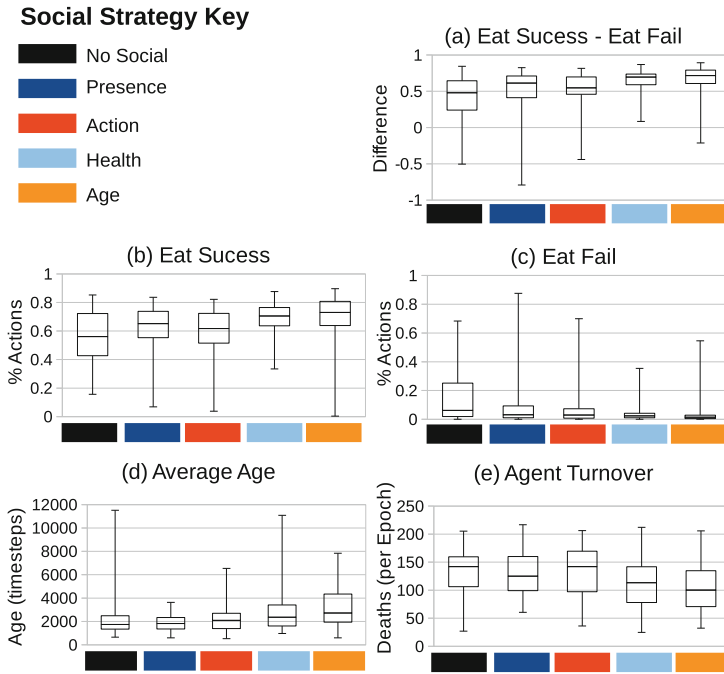 Social Strategy Key
No Social
Presence
Action
Health
Age
(a) Eat Sucess - Eat Fail
Difference
1
0.5
0
-0.5
-1
(b) Eat Sucess
% Actions
1
0.8
0.6
0.4
0.2
0
(c) Eat Fail
% Actions
1
0.8
0.6
0.4
0.2
0
(d) Average Age
Age (timesteps)
12000
10000
8000
6000
4000
2000
0
(e) Agent Turnover
Deaths (per Epoch)
250
200
150
100
50
0